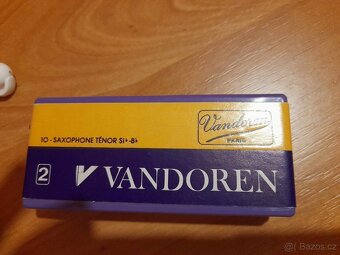 10 - SAXOPHONE TÉNOR SI♭-B♭
Vandoren
PARIS
2
VANDOREN
Bazos.cz